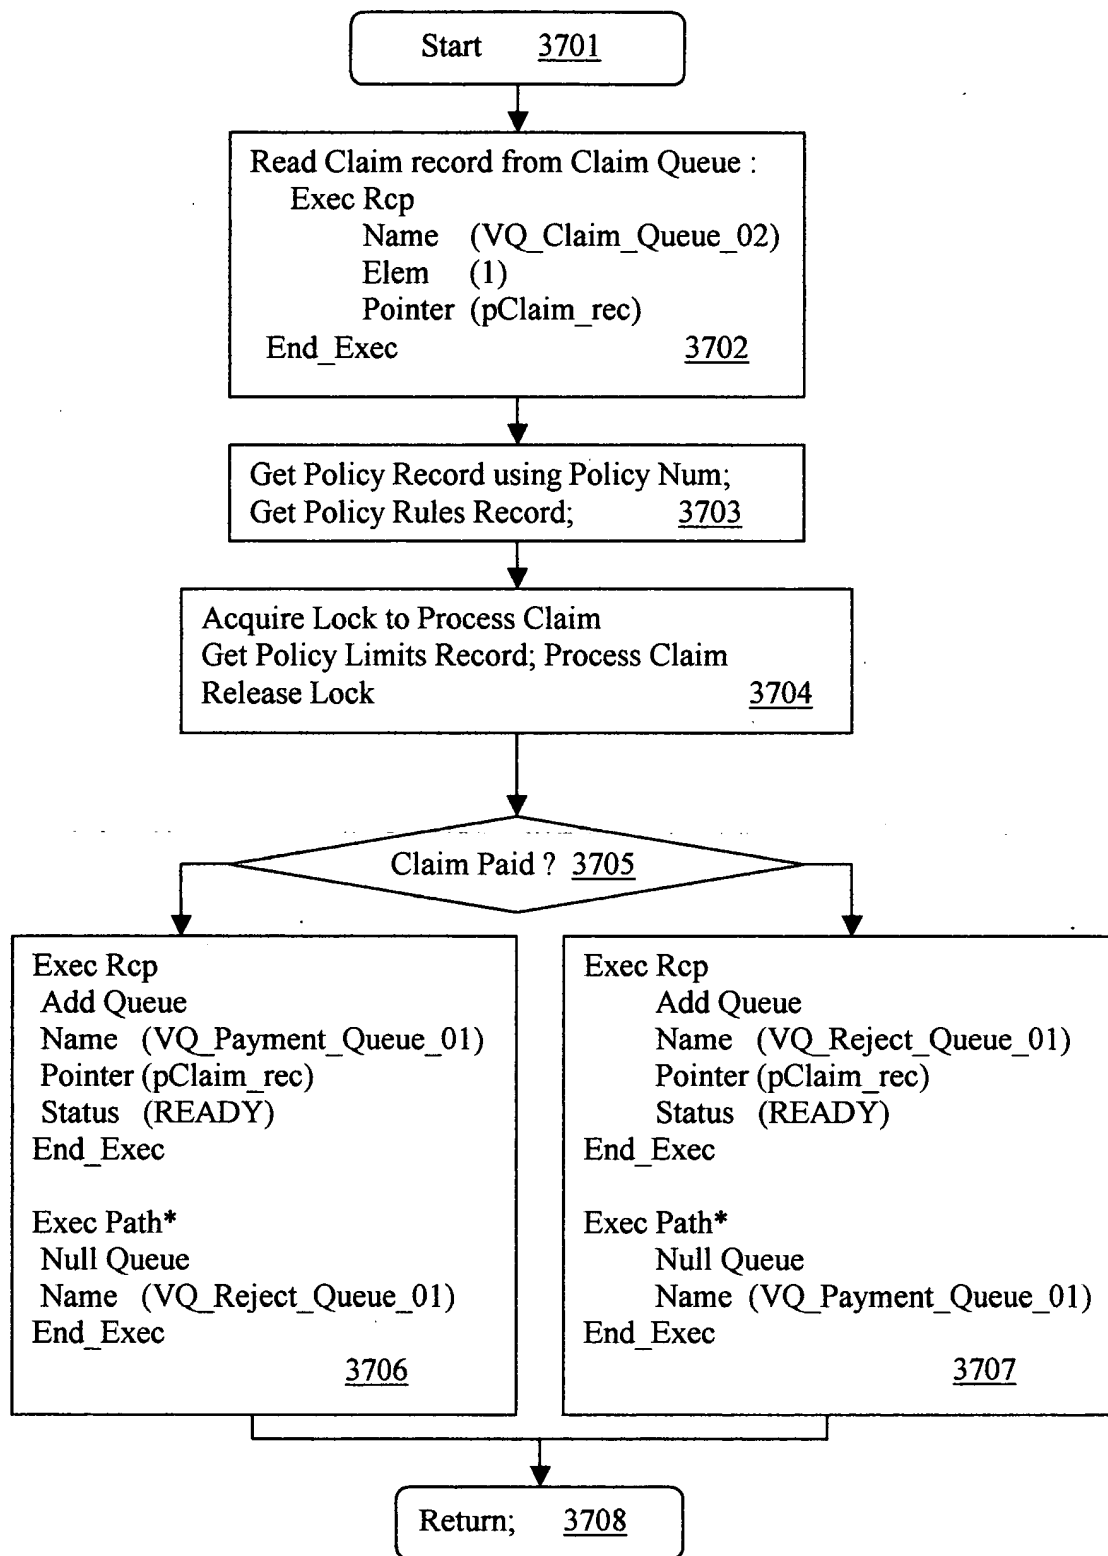 Start 3701
Read Claim record from Claim Queue :
Exec Rcp
Name (VQ_Claim_Queue_02)
Elem (1)
Pointer (pClaim_rec)
End_Exec 3702
Get Policy Record using Policy Num;
Get Policy Rules Record; 3703
Acquire Lock to Process Claim
Get Policy Limits Record; Process Claim
Release Lock 3704
Claim Paid ? 3705
Exec Rcp
Add Queue
Name (VQ_Payment_Queue_01)
Pointer (pClaim_rec)
Status (READY)
End_Exec
Exec Path*
Null Queue
Name (VQ_Reject_Queue_01)
End_Exec
3706
Exec Rcp
Add Queue
Name (VQ_Reject_Queue_01)
Pointer (pClaim_rec)
Status (READY)
End_Exec
Exec Path*
Null Queue
Name (VQ_Payment_Queue_01)
End_Exec
3707
Return; 3708